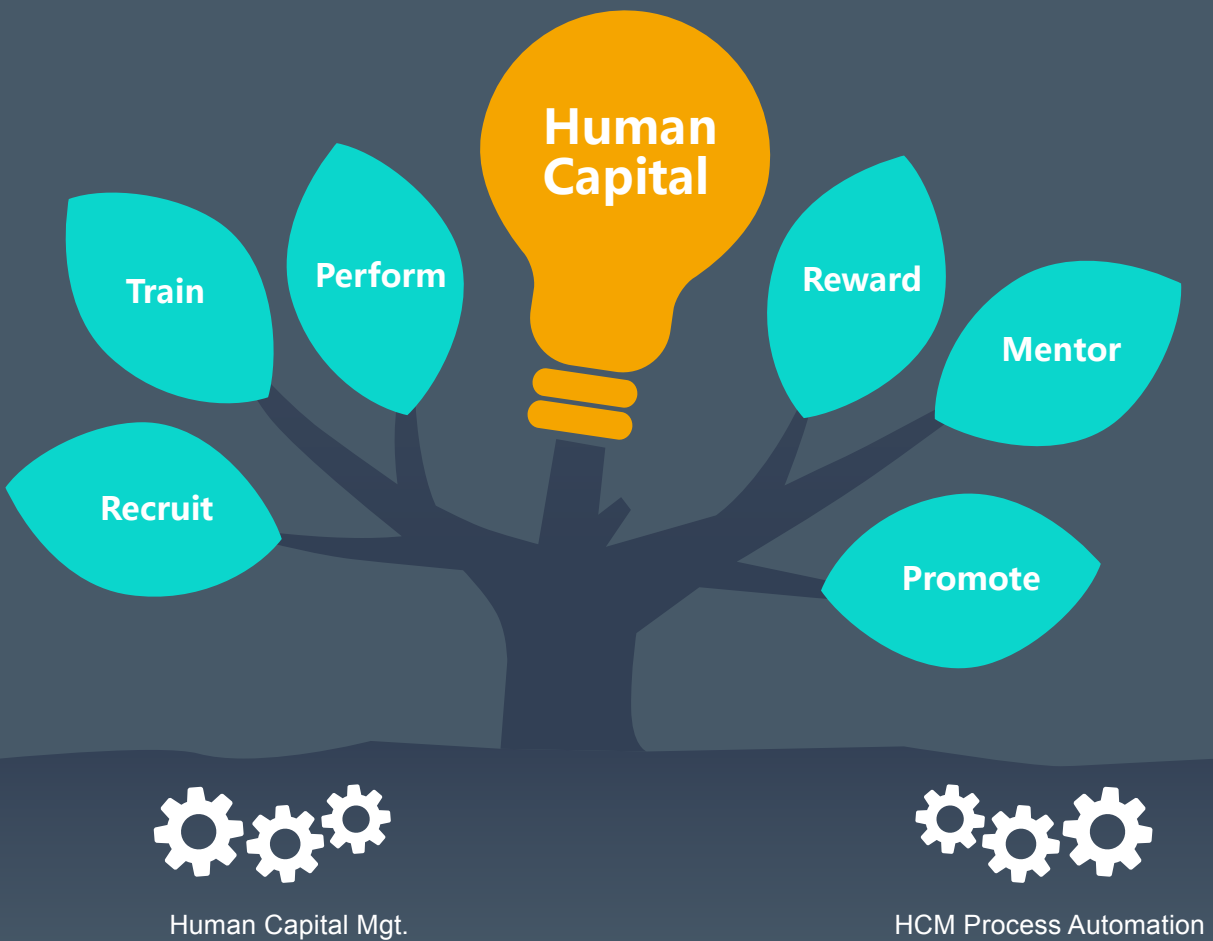 Human
Capital
Train
Perform
Reward
Mentor
Recruit
Promote
Human Capital Mgt.
HCM Process Automation